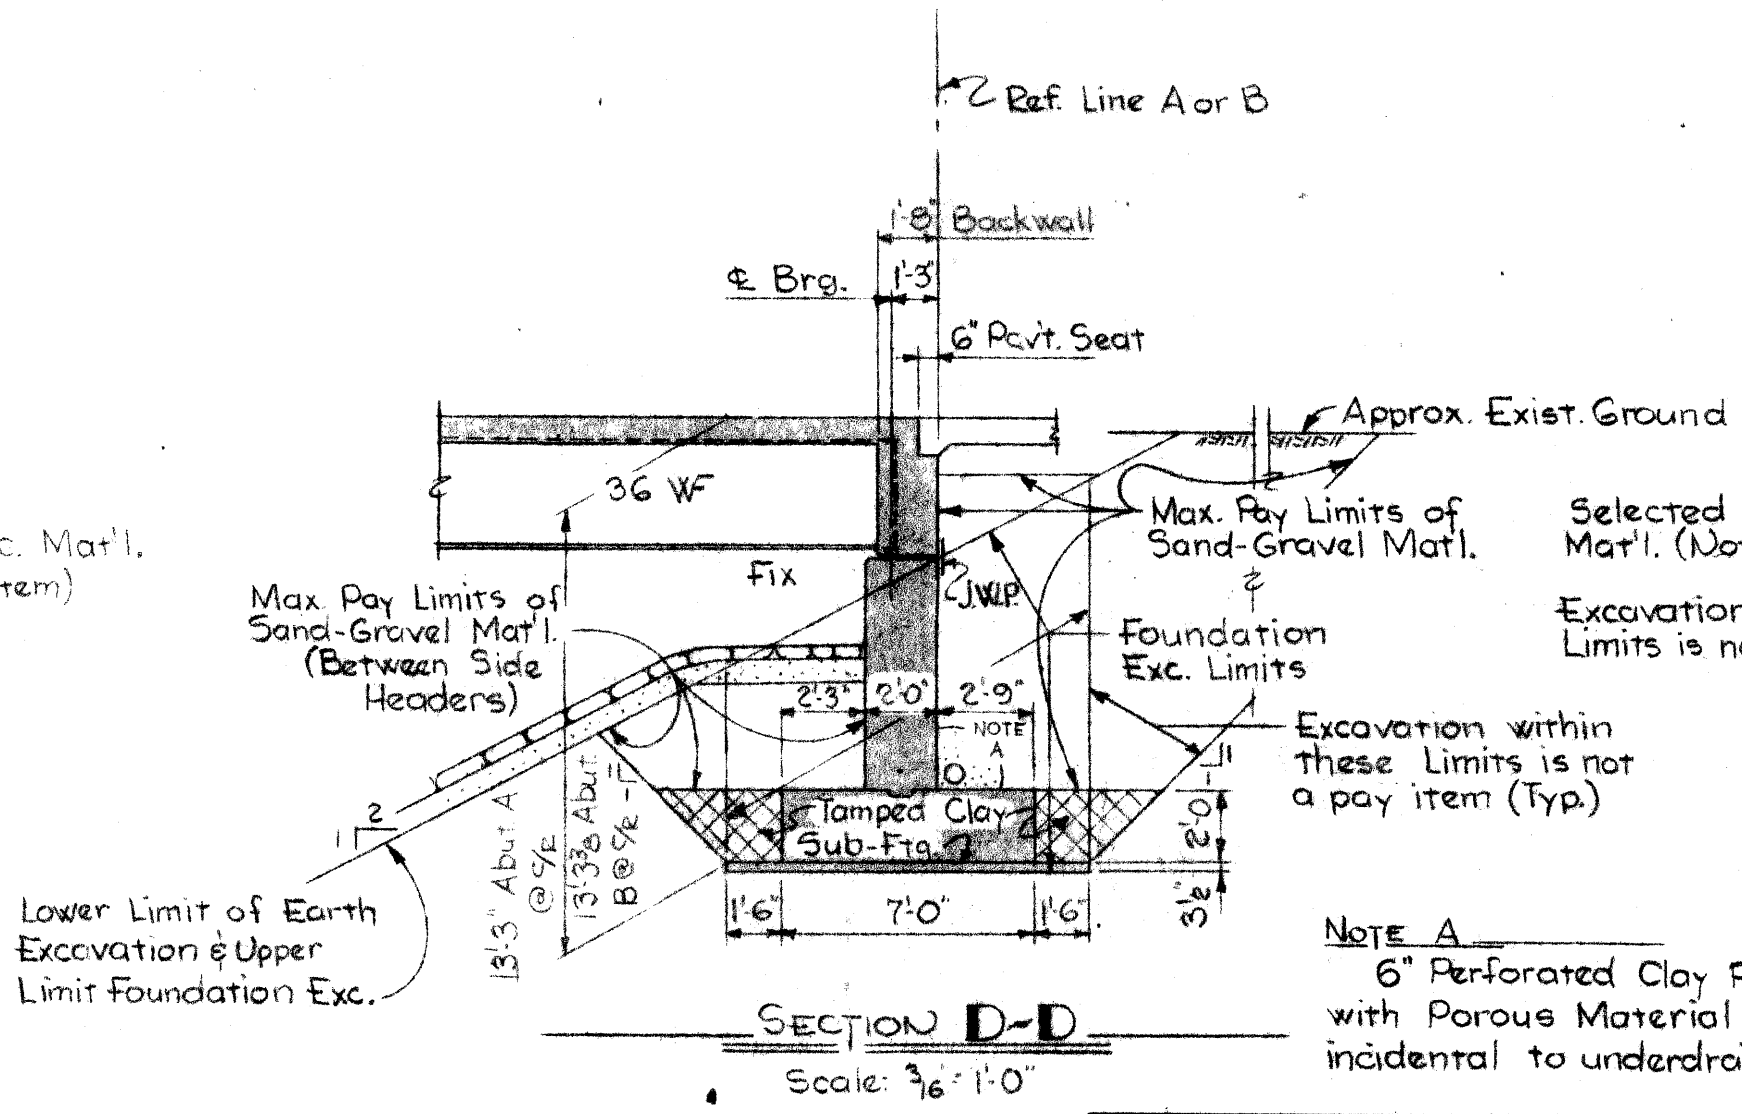 Ref. Line A or B
1'-8" Backwall
℄ Brg.
1'-3"
6" Pav't. Seat
Approx. Exist. Ground
36 WF
Max. Pay Limits of
Sand-Gravel Mat'l.
Selected
Mat'l. (No
c. Mat'l.
tem)
Fix
W.P.
Max. Pay Limits of
Sand-Gravel Mat'l.
(Between Side
Headers)
Foundation
Exc. Limits
Excavation
Limits is n
2'-3"
2'-0"
2'-9"
NOTE
A
Excavation within
these Limits is not
a pay item (Typ.)
1
1
1
1
2
1
Tamped Clay
Sub-Ftg.
2'-0"
3½"
13'-3" Abut A
@ ℄/R
13'-3⅜" Abut.
B @ ℄/R
Lower Limit of Earth
Excavation & Upper
Limit Foundation Exc.
1'-6"
7'-0"
1'-6"
NOTE A
6" Perforated Clay P
with Porous Material
incidental to underdrai
SECTION D-D
Scale: 3/16" = 1'-0"